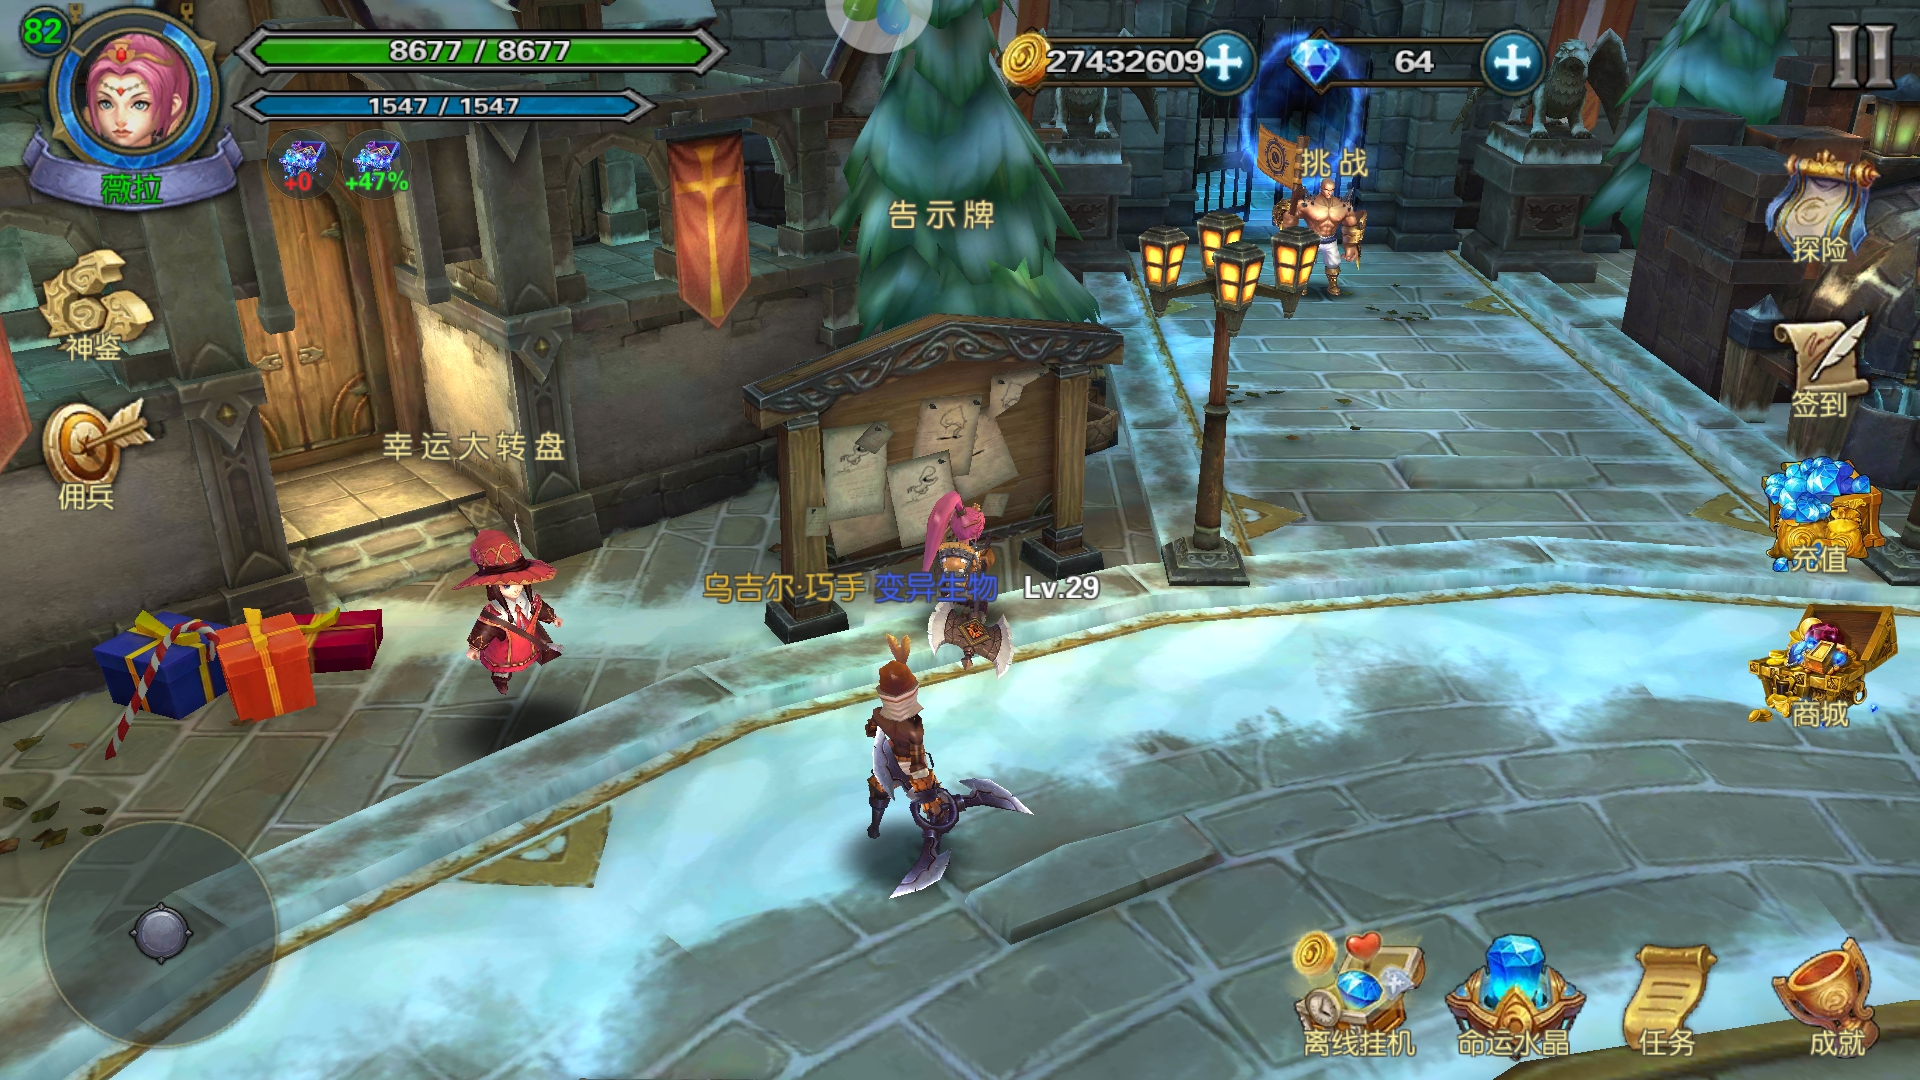 82
8677 / 8677
27432609
64
1547 / 1547
+0
+47%
薇拉
挑战
告示牌
探险
神鉴
签到
幸运大转盘
佣兵
充值
乌吉尔·巧手 变异生物 Lv.29
商城
离线挂机
命运水晶
任务
成就